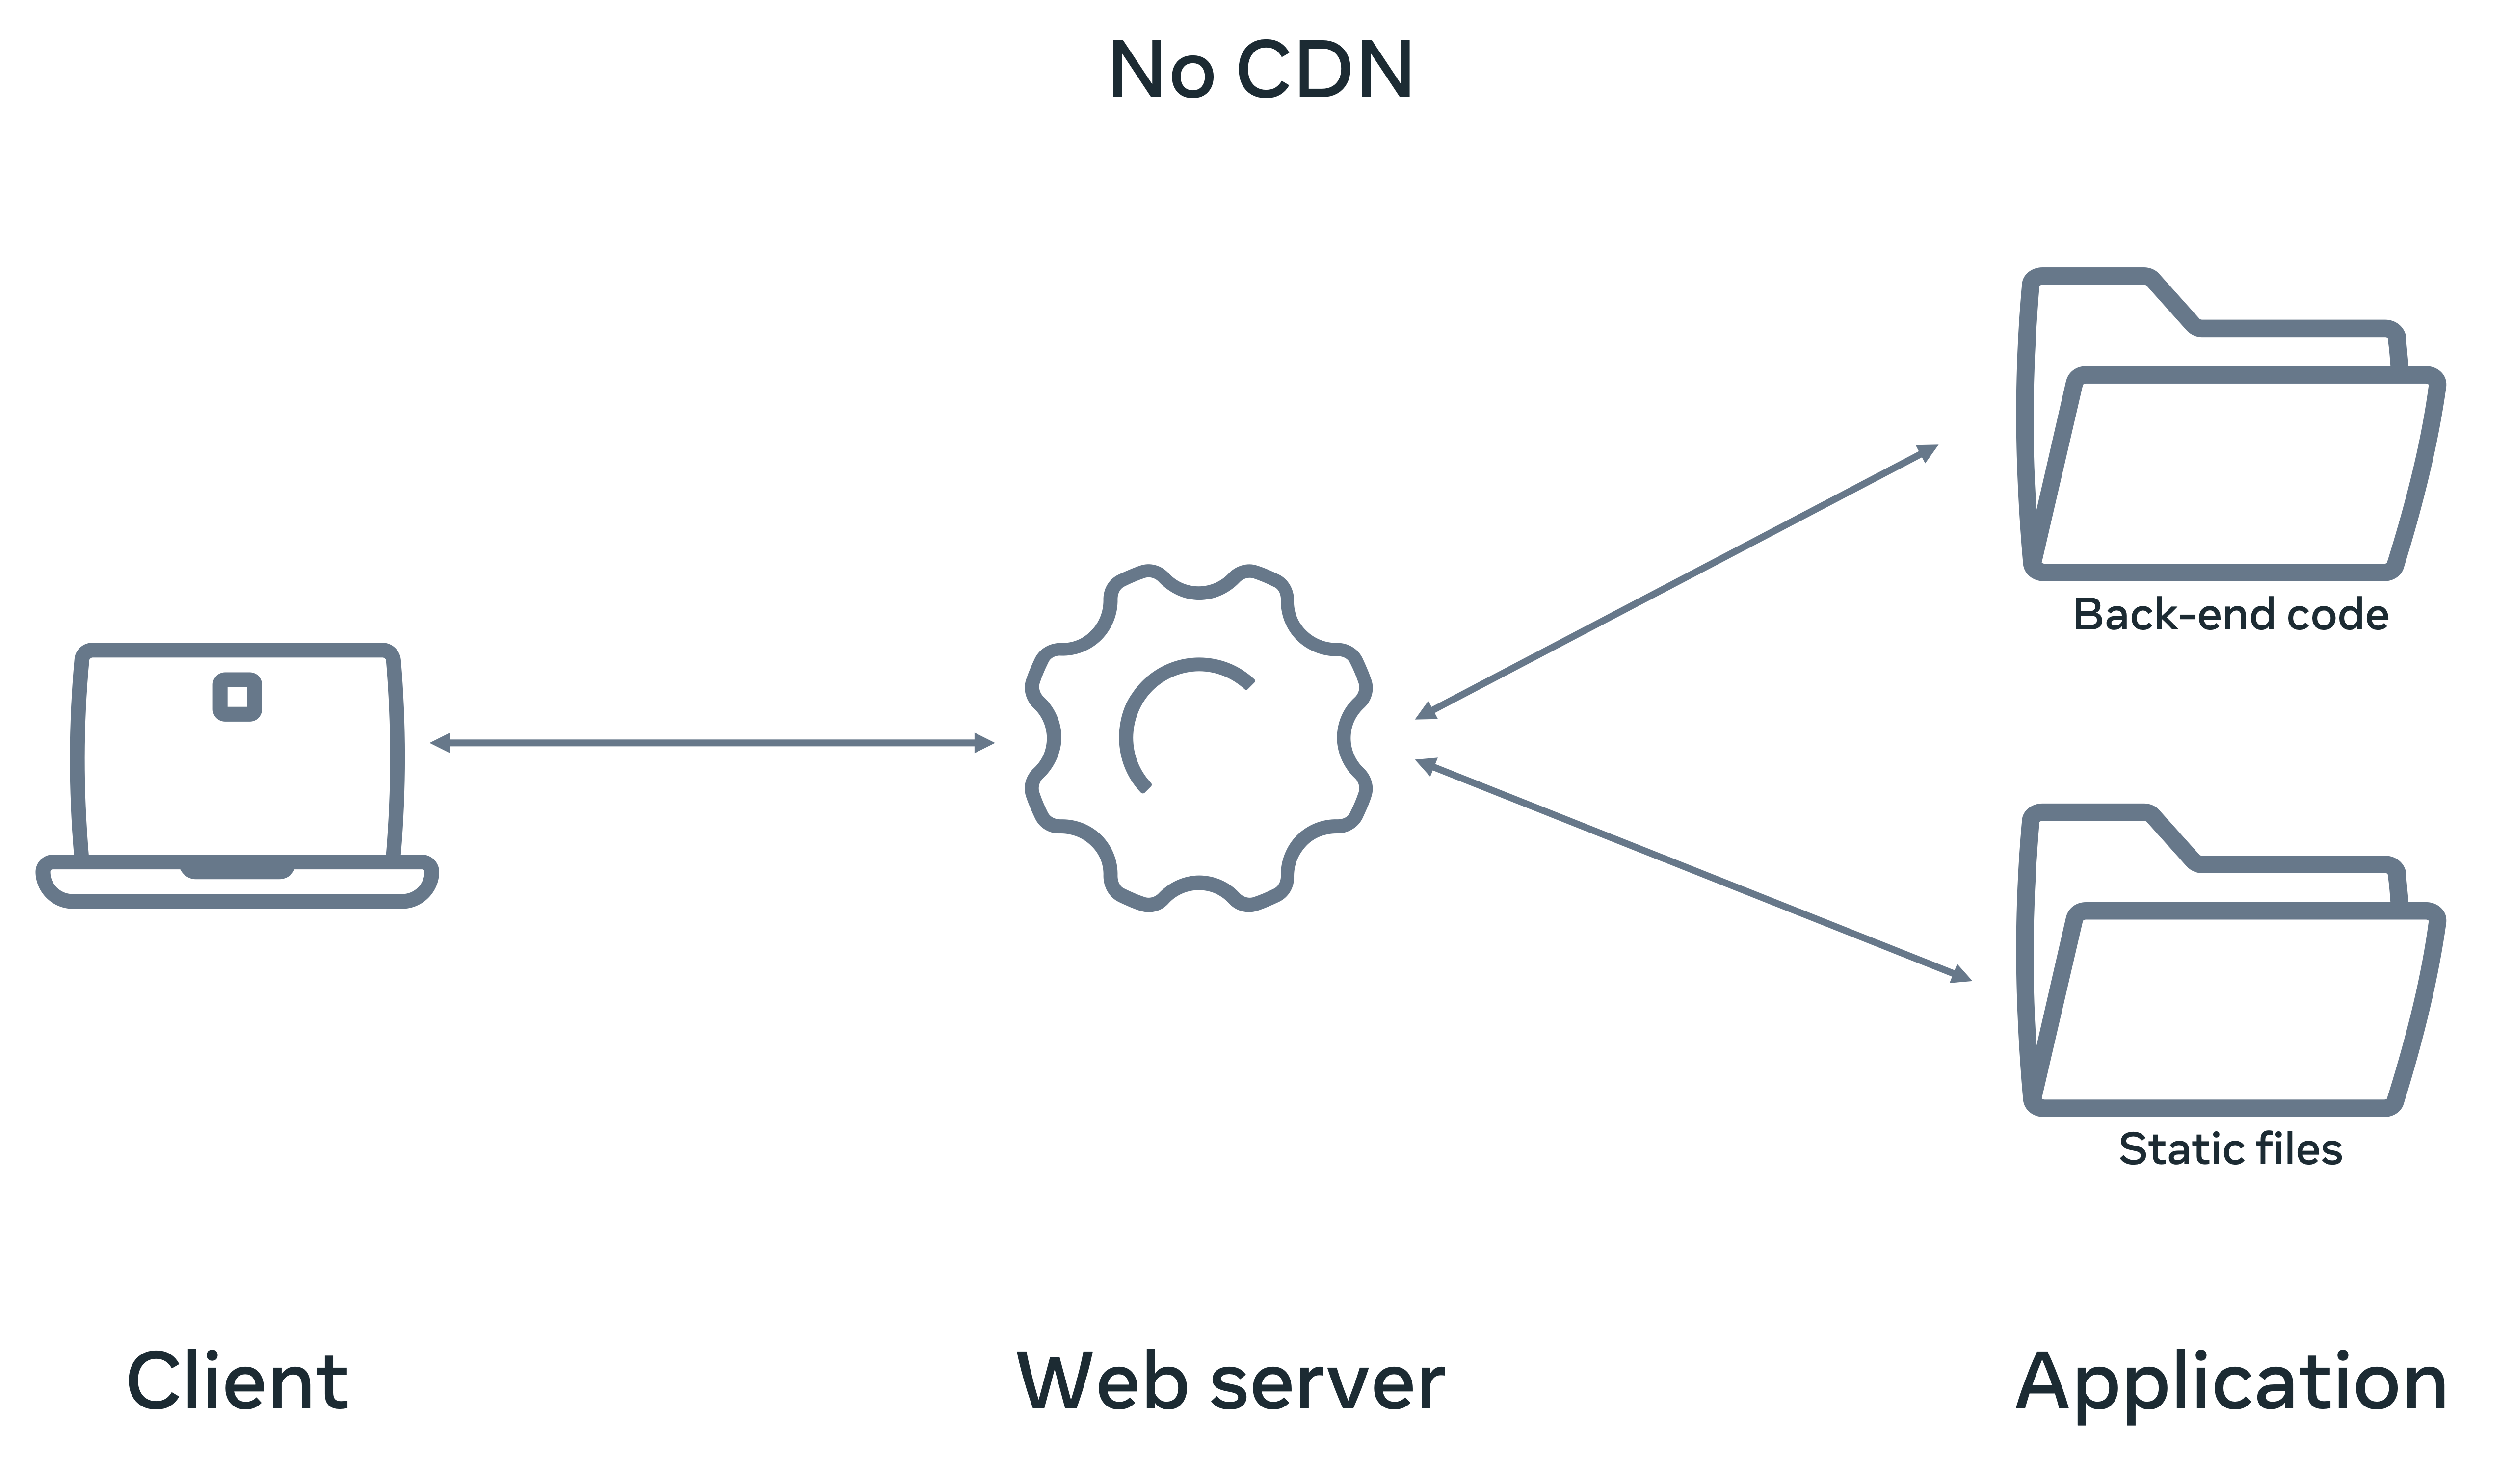 No CDN
Back-end code
Static files
Client
Web server
Application